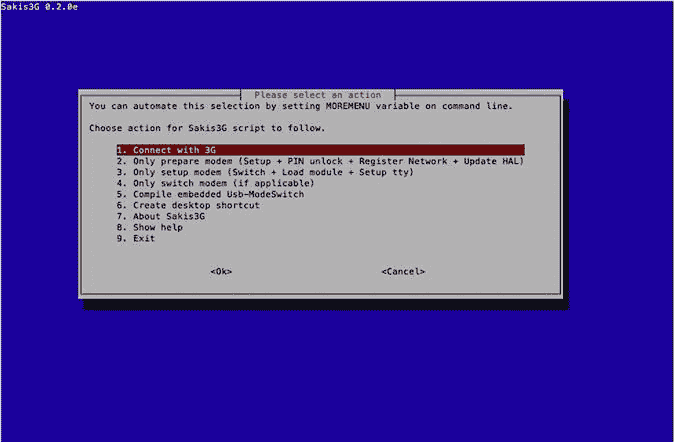 Sakis3G 0.2.0e
Please select an action
You can automate this selection by setting MOREMENU variable on command line.
Choose action for Sakis3G script to follow.
1. Connect with 3G
2. Only prepare modem (Setup + PIN unlock + Register Network + Update HAL)
3. Only setup modem (Switch + Load module + Setup tty)
4. Only switch modem (if applicable)
5. Compile embedded Usb-ModeSwitch
6. Create desktop shortcut
7. About Sakis3G
8. Show help
9. Exit
<Ok> <Cancel>